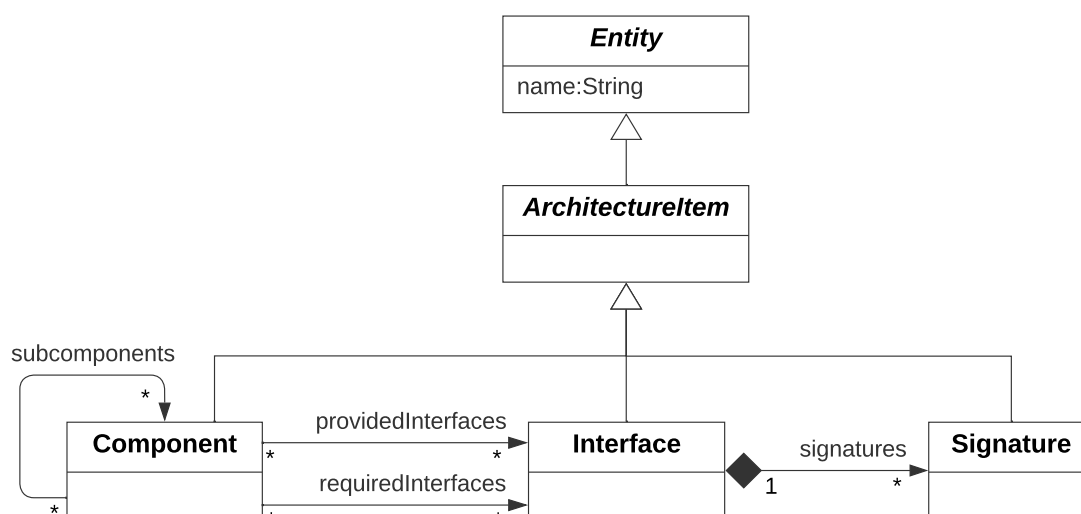 Entity
name:String
ArchitectureItem
subcomponents
*
providedInterfaces
Component
Interface
Signature
signatures
*
*
requiredInterfaces
1
*
*